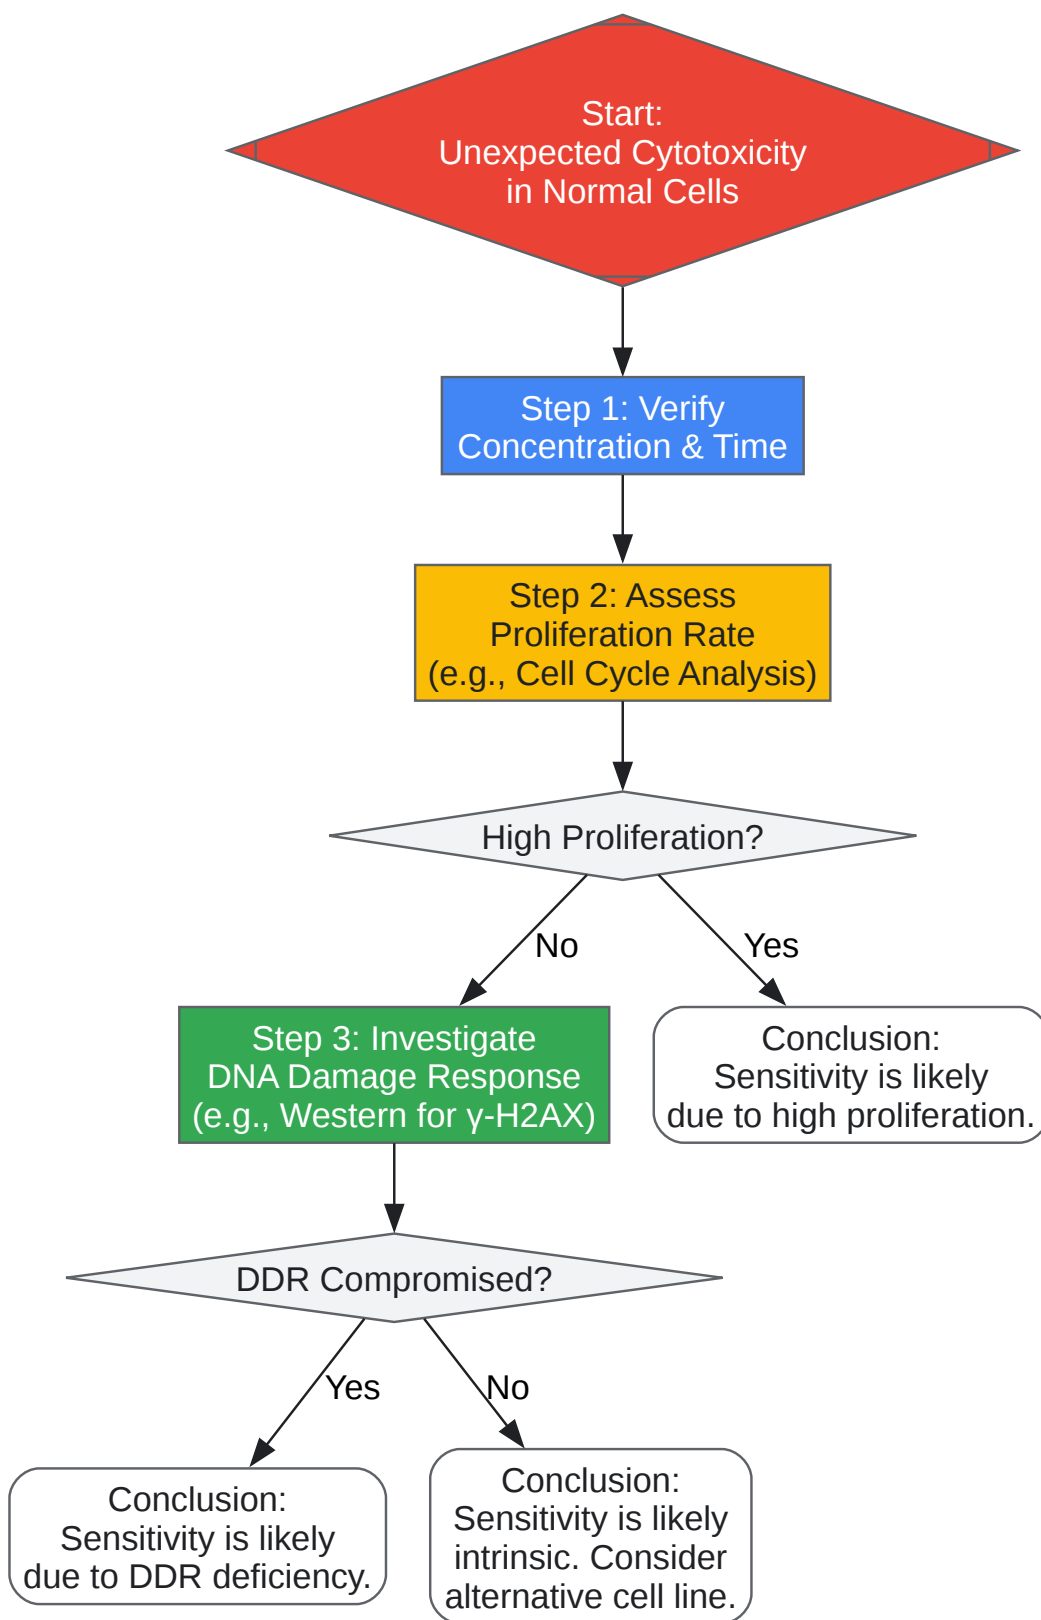 Start:
Unexpected Cytotoxicity
in Normal Cells
Step 1: Verify
Concentration & Time
Step 2: Assess
Proliferation Rate
(e.g., Cell Cycle Analysis)
High Proliferation?
No
Yes
Step 3: Investigate
DNA Damage Response
(e.g., Western for γ-H2AX)
Conclusion:
Sensitivity is likely
due to high proliferation.
DDR Compromised?
Yes
No
Conclusion:
Sensitivity is likely
due to DDR deficiency.
Conclusion:
Sensitivity is likely
intrinsic. Consider
alternative cell line.